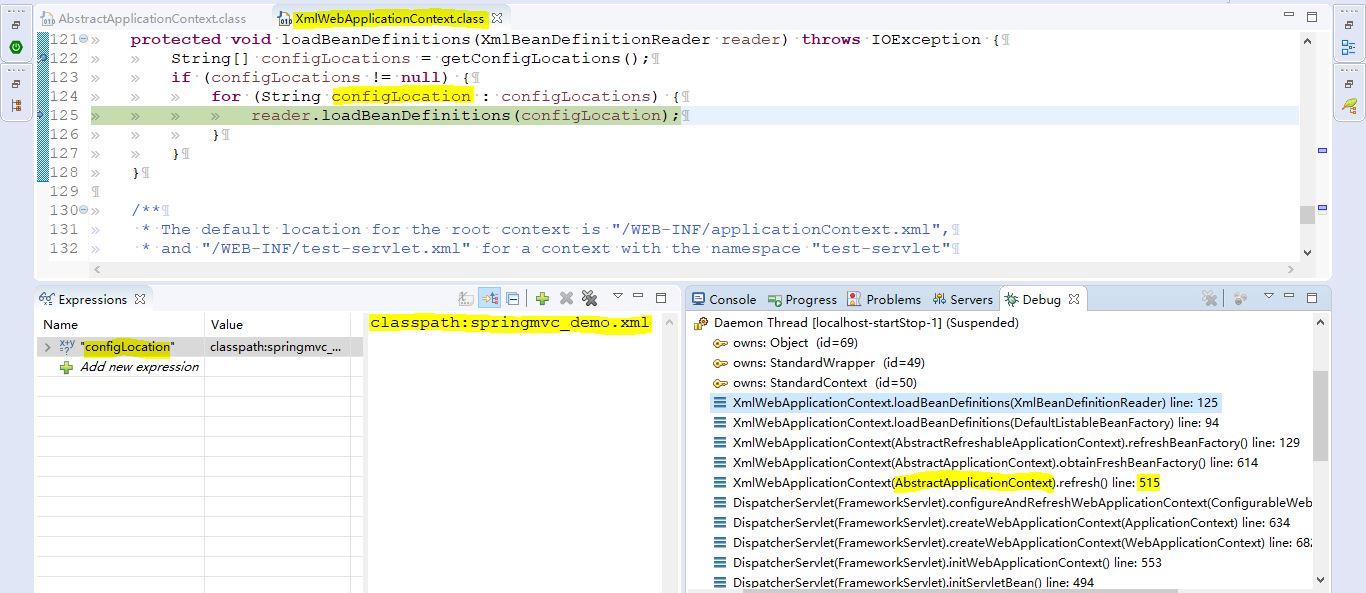 AbstractApplicationContext.class
XmlWebApplicationContext.class
121 protected void loadBeanDefinitions(XmlBeanDefinitionReader reader) throws IOException {
122 String[] configLocations = getConfigLocations();
123 if (configLocations != null) {
124 for (String configLocation : configLocations) {
125 reader.loadBeanDefinitions(configLocation);
126 }
127 }
128 }
129
130 /**
131 * The default location for the root context is "/WEB-INF/applicationContext.xml",
132 * and "/WEB-INF/test-servlet.xml" for a context with the namespace "test-servlet"
Expressions
Name Value
"configLocation" classpath:springmvc_...
Add new expression
classpath:springmvc_demo.xml
Console Progress Problems Servers Debug
Daemon Thread [localhost-startStop-1] (Suspended)
owns: Object (id=69)
owns: StandardWrapper (id=49)
owns: StandardContext (id=50)
XmlWebApplicationContext.loadBeanDefinitions(XmlBeanDefinitionReader) line: 125
XmlWebApplicationContext.loadBeanDefinitions(DefaultListableBeanFactory) line: 94
XmlWebApplicationContext(AbstractRefreshableApplicationContext).refreshBeanFactory() line: 129
XmlWebApplicationContext(AbstractApplicationContext).obtainFreshBeanFactory() line: 614
XmlWebApplicationContext(AbstractApplicationContext).refresh() line: 515
DispatcherServlet(FrameworkServlet).configureAndRefreshWebApplicationContext(ConfigurableWeb
DispatcherServlet(FrameworkServlet).createWebApplicationContext(ApplicationContext) line: 634
DispatcherServlet(FrameworkServlet).createWebApplicationContext(WebApplicationContext) line: 682
DispatcherServlet(FrameworkServlet).initWebApplicationContext() line: 553
DispatcherServlet(FrameworkServlet).initServletBean() line: 494